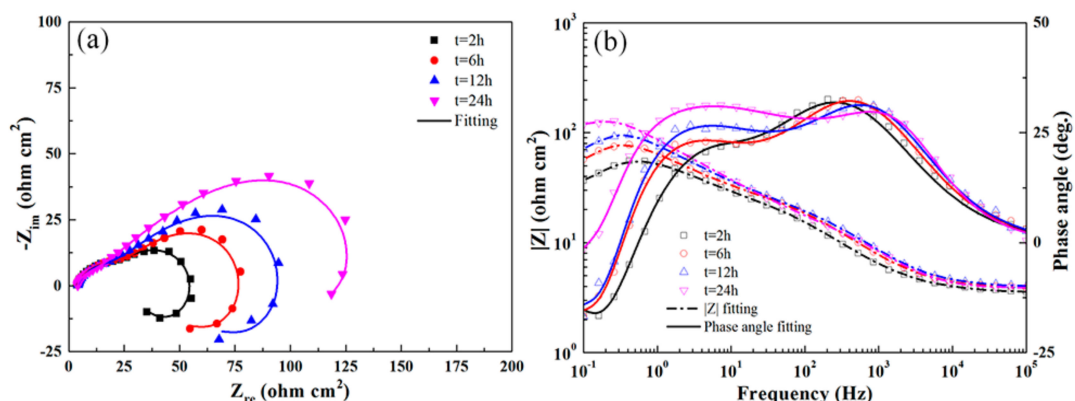 (a)
100
75
50
25
0
-25
-Z_im (ohm cm²)
0 25 50 75 100 125 150 175 200
Z_re (ohm cm²)
t=2h
t=6h
t=12h
t=24h
Fitting
(b)
10³
10²
10¹
10⁰
|Z| (ohm cm²)
50
25
0
-25
Phase angle (deg.)
10⁻¹ 10⁰ 10¹ 10² 10³ 10⁴ 10⁵
Frequency (Hz)
t=2h
t=6h
t=12h
t=24h
|Z| fitting
Phase angle fitting